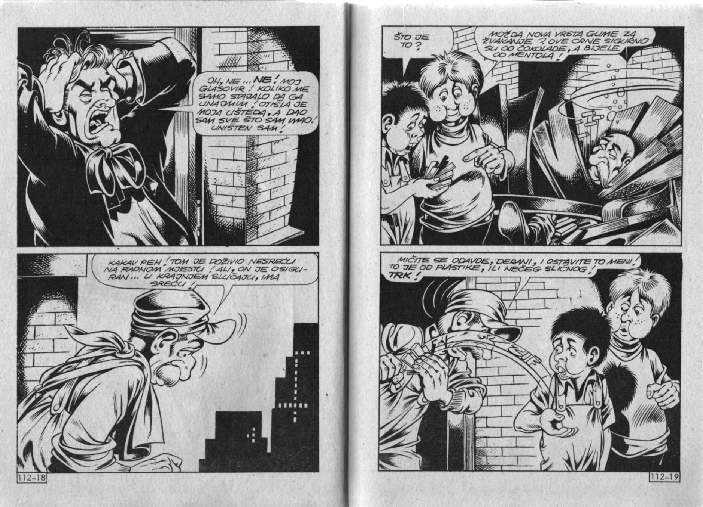 OH, NE... NE! MOJ
GLASOVIR! KOLIKO ME
SAMO STAJALO DA GA
UNAJMIM! OTIŠLA JE
MOJA UŠTEĐA, A DAO
SAM SVE ŠTO SAM IMAO!
UNIŠTEN SAM!
KAKAV PEH! TOM JE DOŽIVIO NESREĆU
NA RADNOM MJESTU! ALI, ON JE OSIGU-
RAN... U KRAJNJEM SLUČAJU, IMA
SREĆU!
112-18
ŠTO JE
TO?
MOŽDA NOVA VRSTA GUME ZA
ŽVAKANJE? OVE CRNE SIGURNO
SU OD ČOKOLADE, A BIJELE
OD MENTOLA!
MIČITE SE ODAVDE, DERANI, I OSTAVITE TO MENI!
TO JE OD PLASTIKE, ILI NEČEG SLIČNOG!
TRK!
112-19